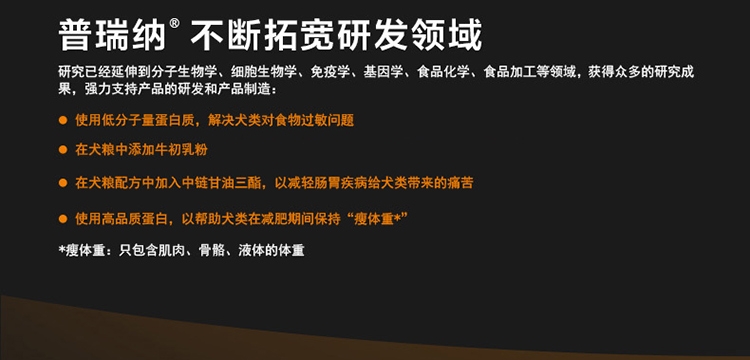 普瑞纳® 不断拓宽研发领域
研究已经延伸到分子生物学、细胞生物学、免疫学、基因学、食品化学、食品加工等领域，获得众多的研究成
果，强力支持产品的研发和产品制造：
● 使用低分子量蛋白质，解决犬类对食物过敏问题
● 在犬粮中添加牛初乳粉
● 在犬粮配方中加入中链甘油三酯，以减轻肠胃疾病给犬类带来的痛苦
● 使用高品质蛋白，以帮助犬类在减肥期间保持“瘦体重*”
*瘦体重：只包含肌肉、骨骼、液体的体重